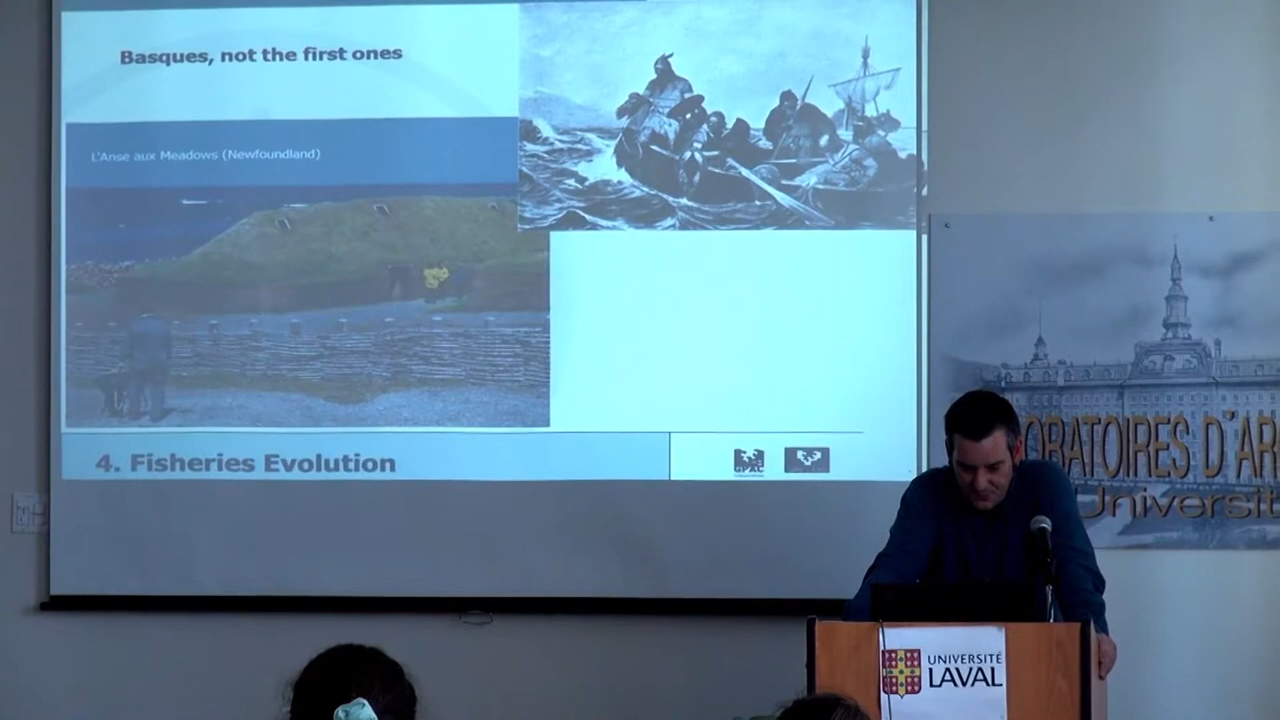 Basques, not the first ones
L'Anse aux Meadows (Newfoundland)
4. Fisheries Evolution
ORATOIRES D'AR
Universit
UNIVERSITÉ
LAVAL